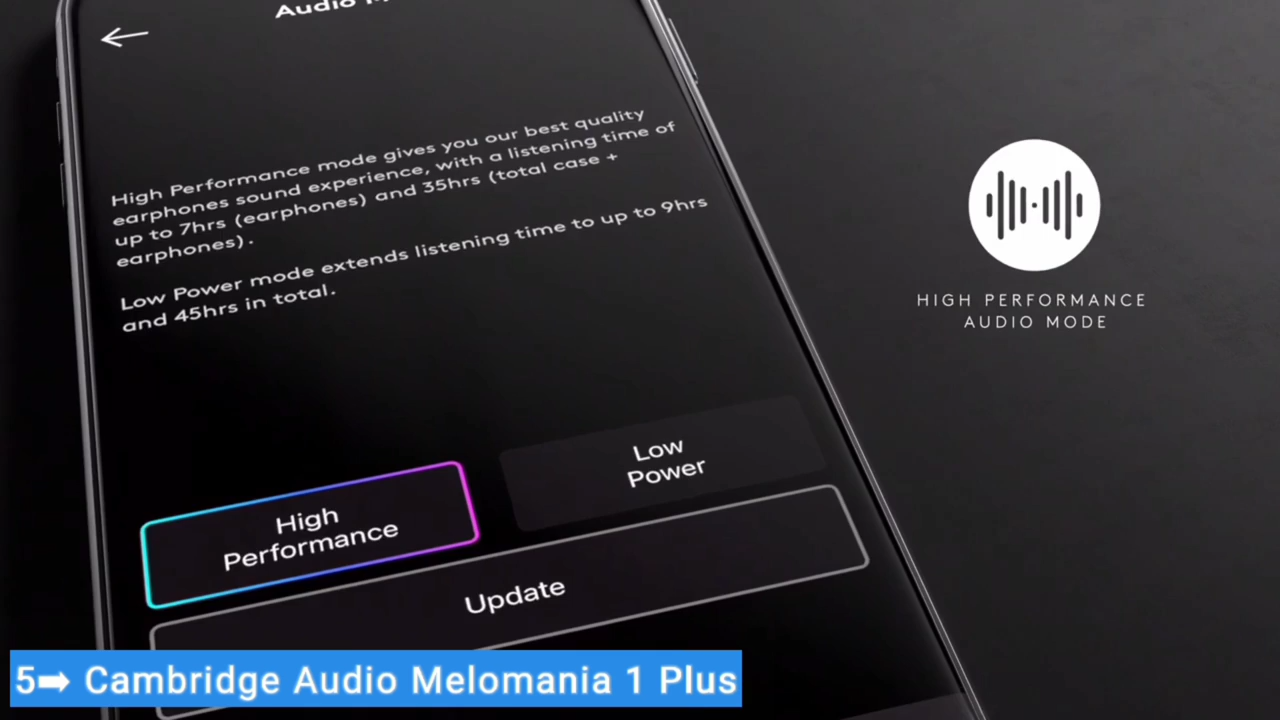 Audio
High Performance mode gives you our best quality
earphones sound experience, with a listening time of
up to 7hrs (earphones) and 35hrs (total case +
earphones).
Low Power mode extends listening time to up to 9hrs
and 45hrs in total.
HIGH PERFORMANCE
AUDIO MODE
Low
Power
High
Performance
Update
5➡ Cambridge Audio Melomania 1 Plus